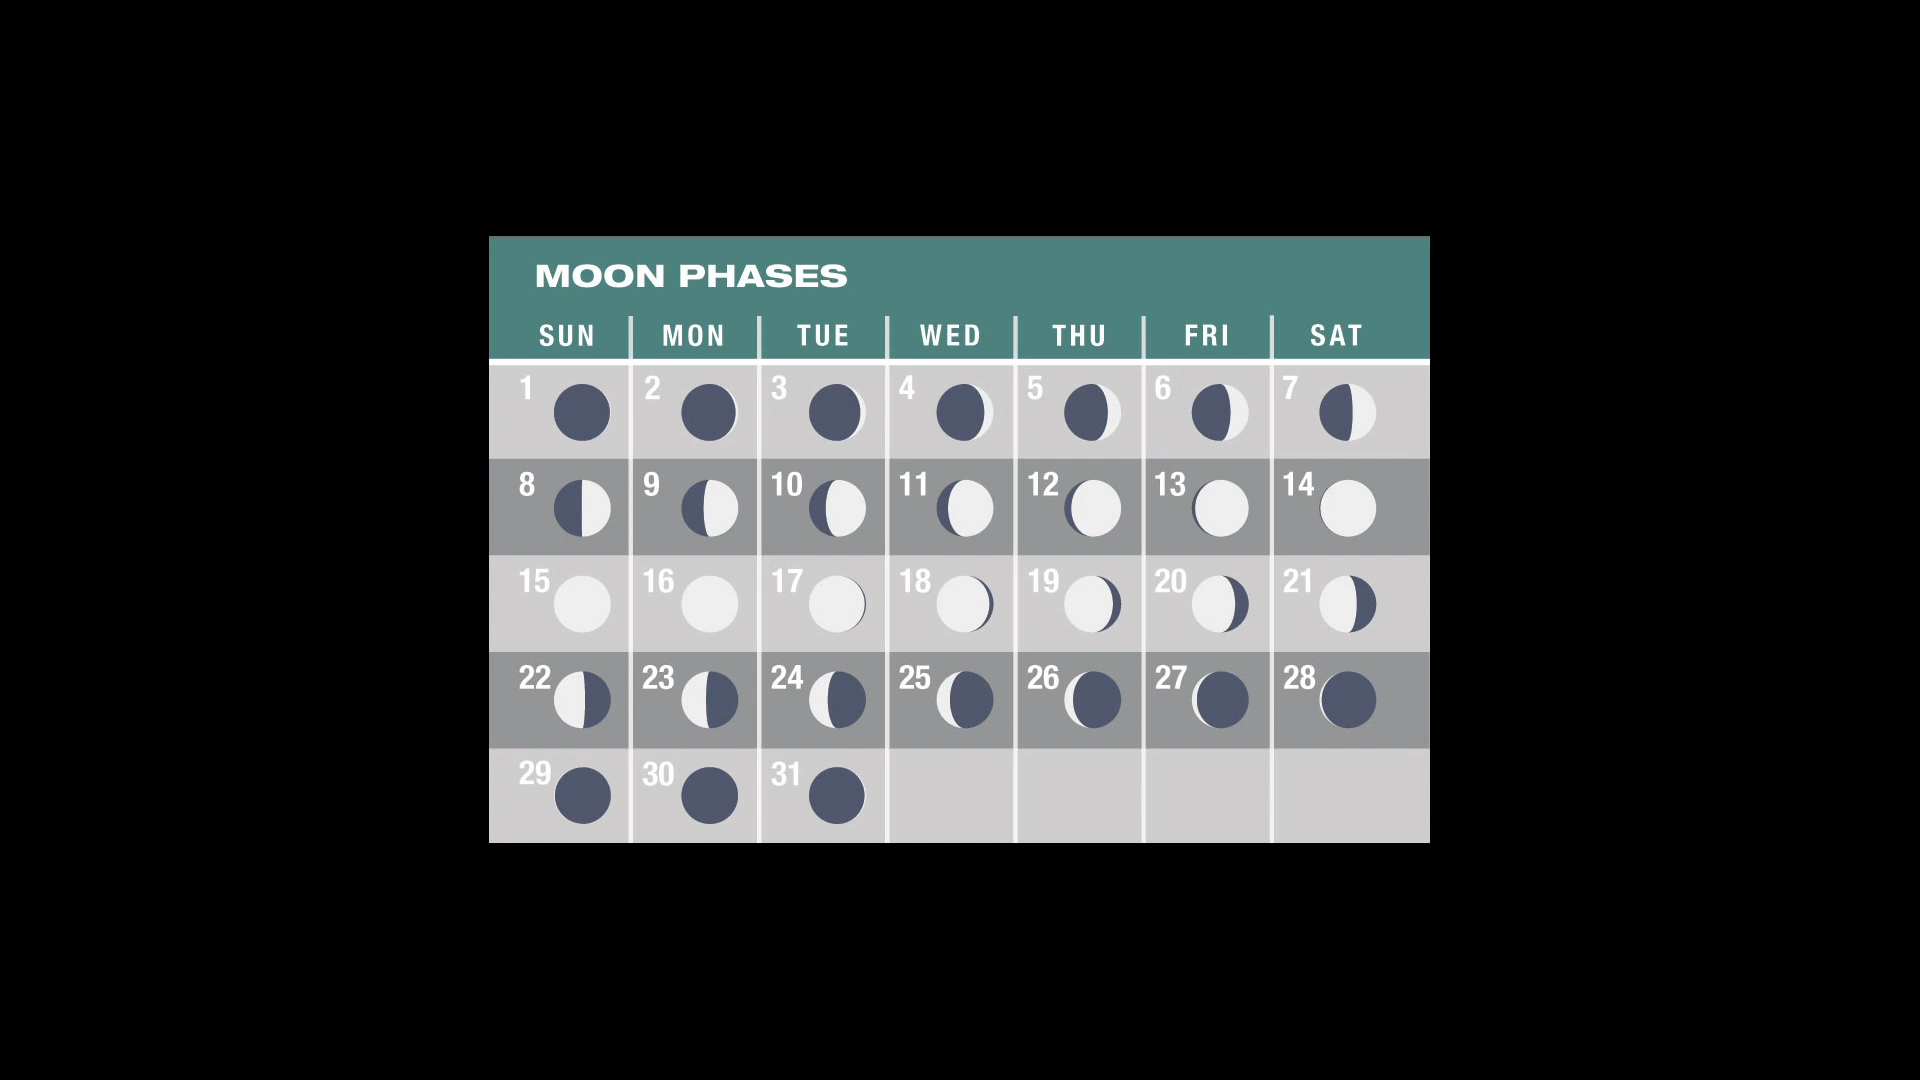 MOON PHASES
SUN MON TUE WED THU FRI SAT
1 2 3 4 5 6 7
8 9 10 11 12 13 14
15 16 17 18 19 20 21
22 23 24 25 26 27 28
29 30 31